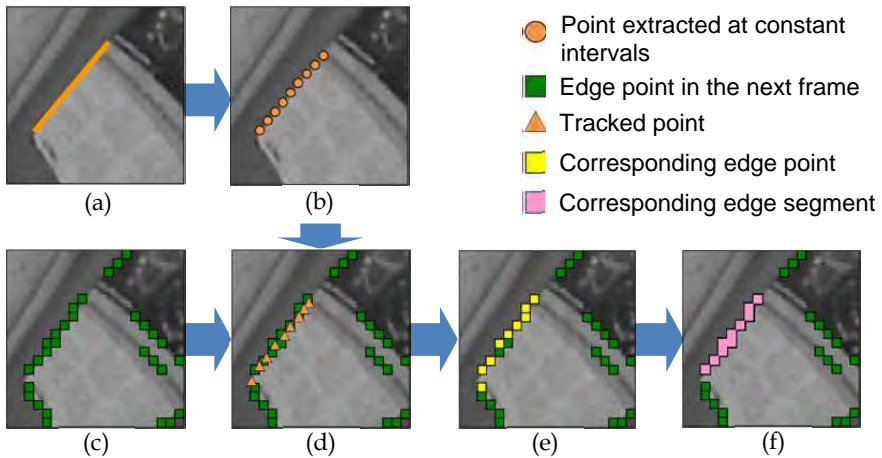 Point extracted at constant
intervals
Edge point in the next frame
Tracked point
Corresponding edge point
Corresponding edge segment
(a)
(b)
(c)
(d)
(e)
(f)